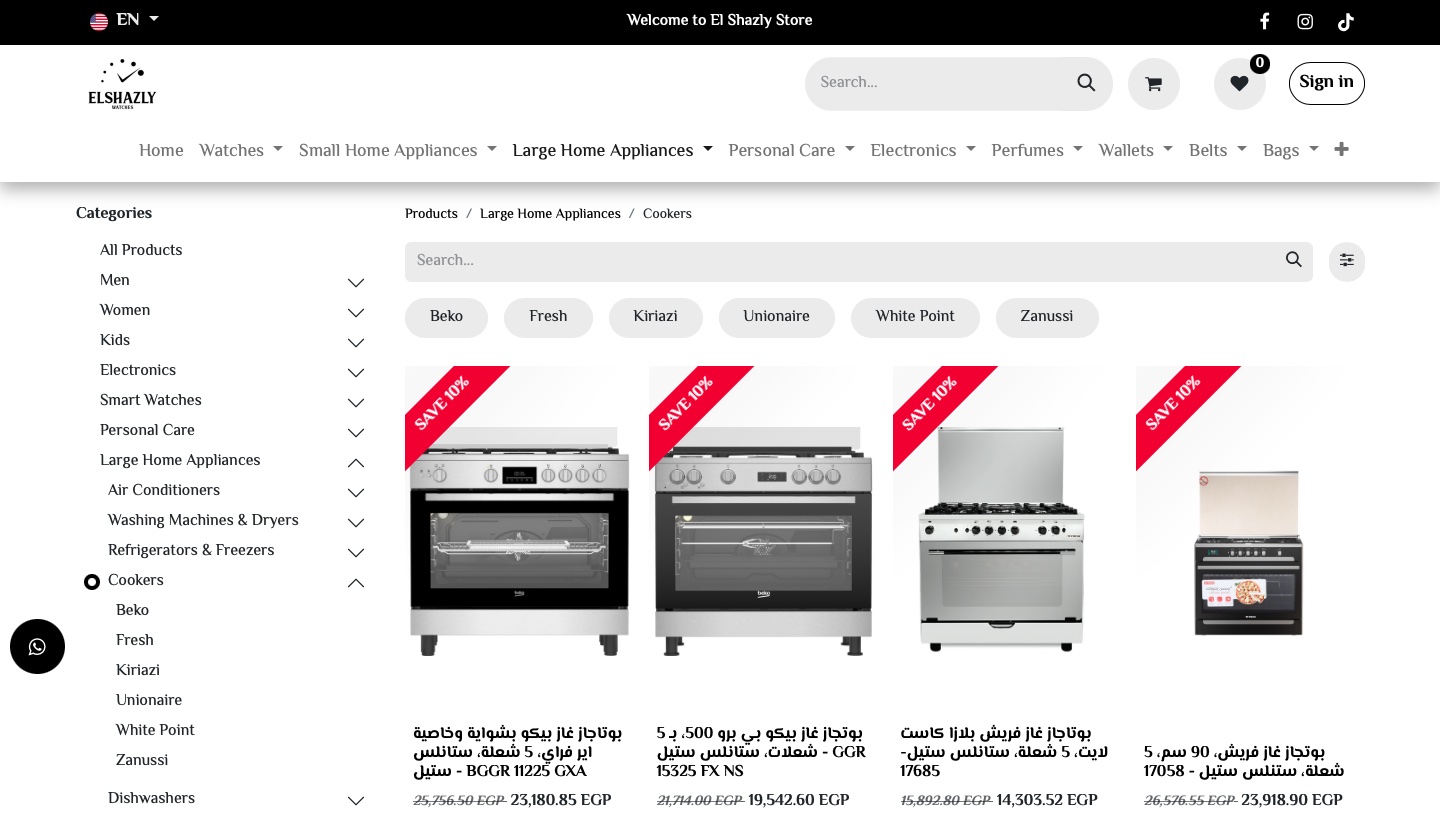 EN
Welcome to El Shazly Store
ELSHAZLY
WATCHES
Search...
0
Sign in
Home
Watches
Small Home Appliances
Large Home Appliances
Personal Care
Electronics
Perfumes
Wallets
Belts
Bags
Categories
All Products
Men
Women
Kids
Electronics
Smart Watches
Personal Care
Large Home Appliances
Air Conditioners
Washing Machines & Dryers
Refrigerators & Freezers
Cookers
Beko
Fresh
Kiriazi
Unionaire
White Point
Zanussi
Dishwashers
Products / Large Home Appliances / Cookers
Search...
Beko
Fresh
Kiriazi
Unionaire
White Point
Zanussi
SAVE 10%
beko
بوتاجاز غاز بيكو بشواية وخاصية
اير فراي، 5 شعلة، ستانلس
ستيل - BGGR 11225 GXA
25,756.50 EGP 23,180.85 EGP
SAVE 10%
beko
بوتجاز غاز بيكو بي برو 500، بـ 5
شعلات، ستانلس ستيل - GGR
15325 FX NS
21,714.00 EGP 19,542.60 EGP
SAVE 10%
بوتاجاز غاز فريش بلازا كاست
لايت، 5 شعلة، ستانلس ستيل-
17685
15,892.80 EGP 14,303.52 EGP
SAVE 10%
بوتجاز غاز فريش، 90 سم، 5
شعلة، ستنلس ستيل - 17058
26,576.55 EGP 23,918.90 EGP